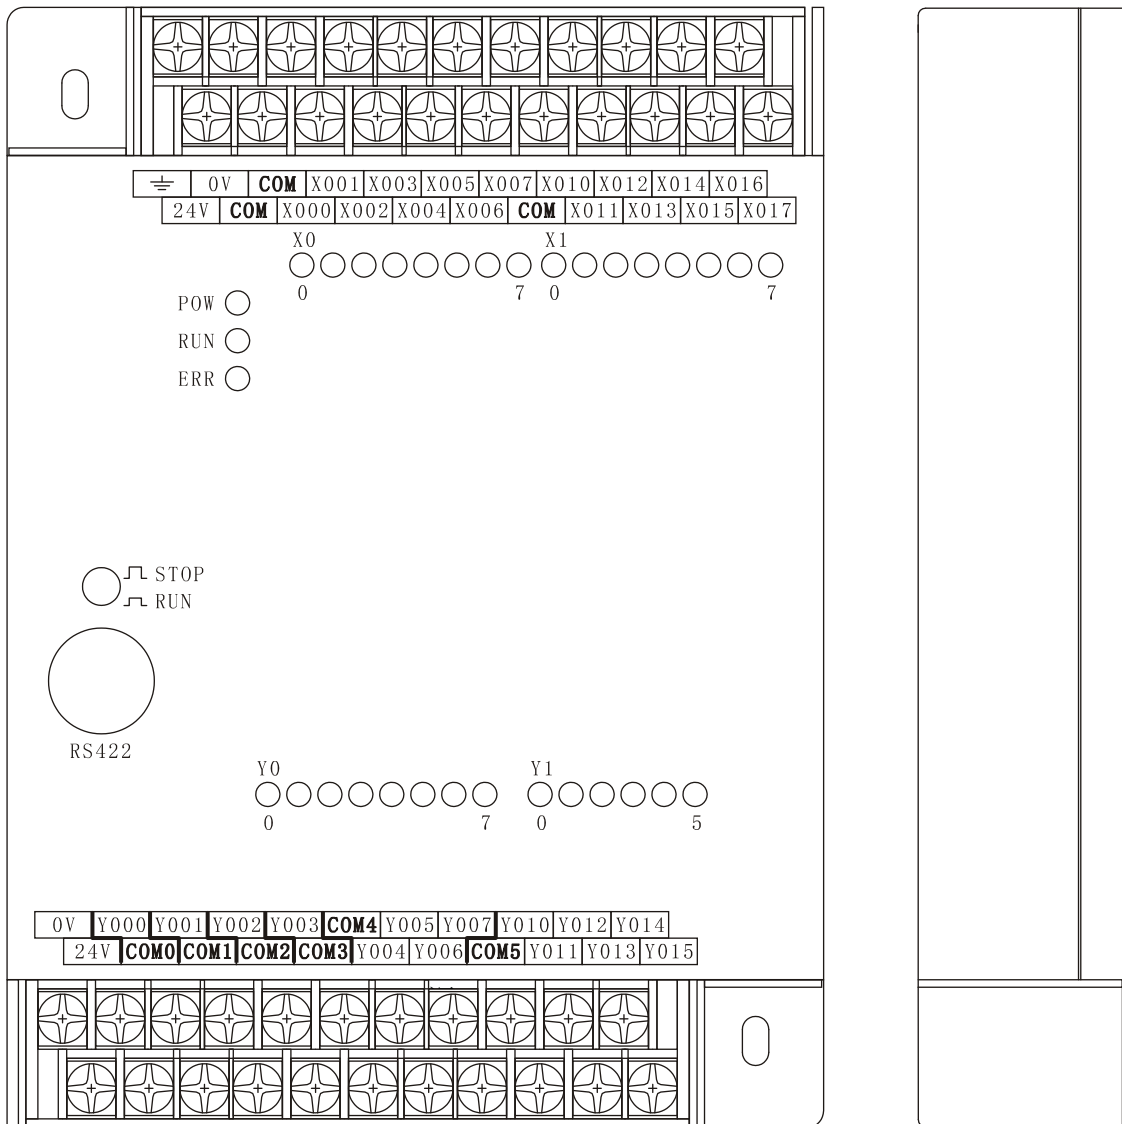 ⏚ 0V COM X001 X003 X005 X007 X010 X012 X014 X016
24V COM X000 X002 X004 X006 COM X011 X013 X015 X017
X0 X1
0 7 0 7
POW
RUN
ERR
STOP
RUN
RS422
Y0 Y1
0 7 0 5
0V Y000 Y001 Y002 Y003 COM4 Y005 Y007 Y010 Y012 Y014
24V COM0 COM1 COM2 COM3 Y004 Y006 COM5 Y011 Y013 Y015